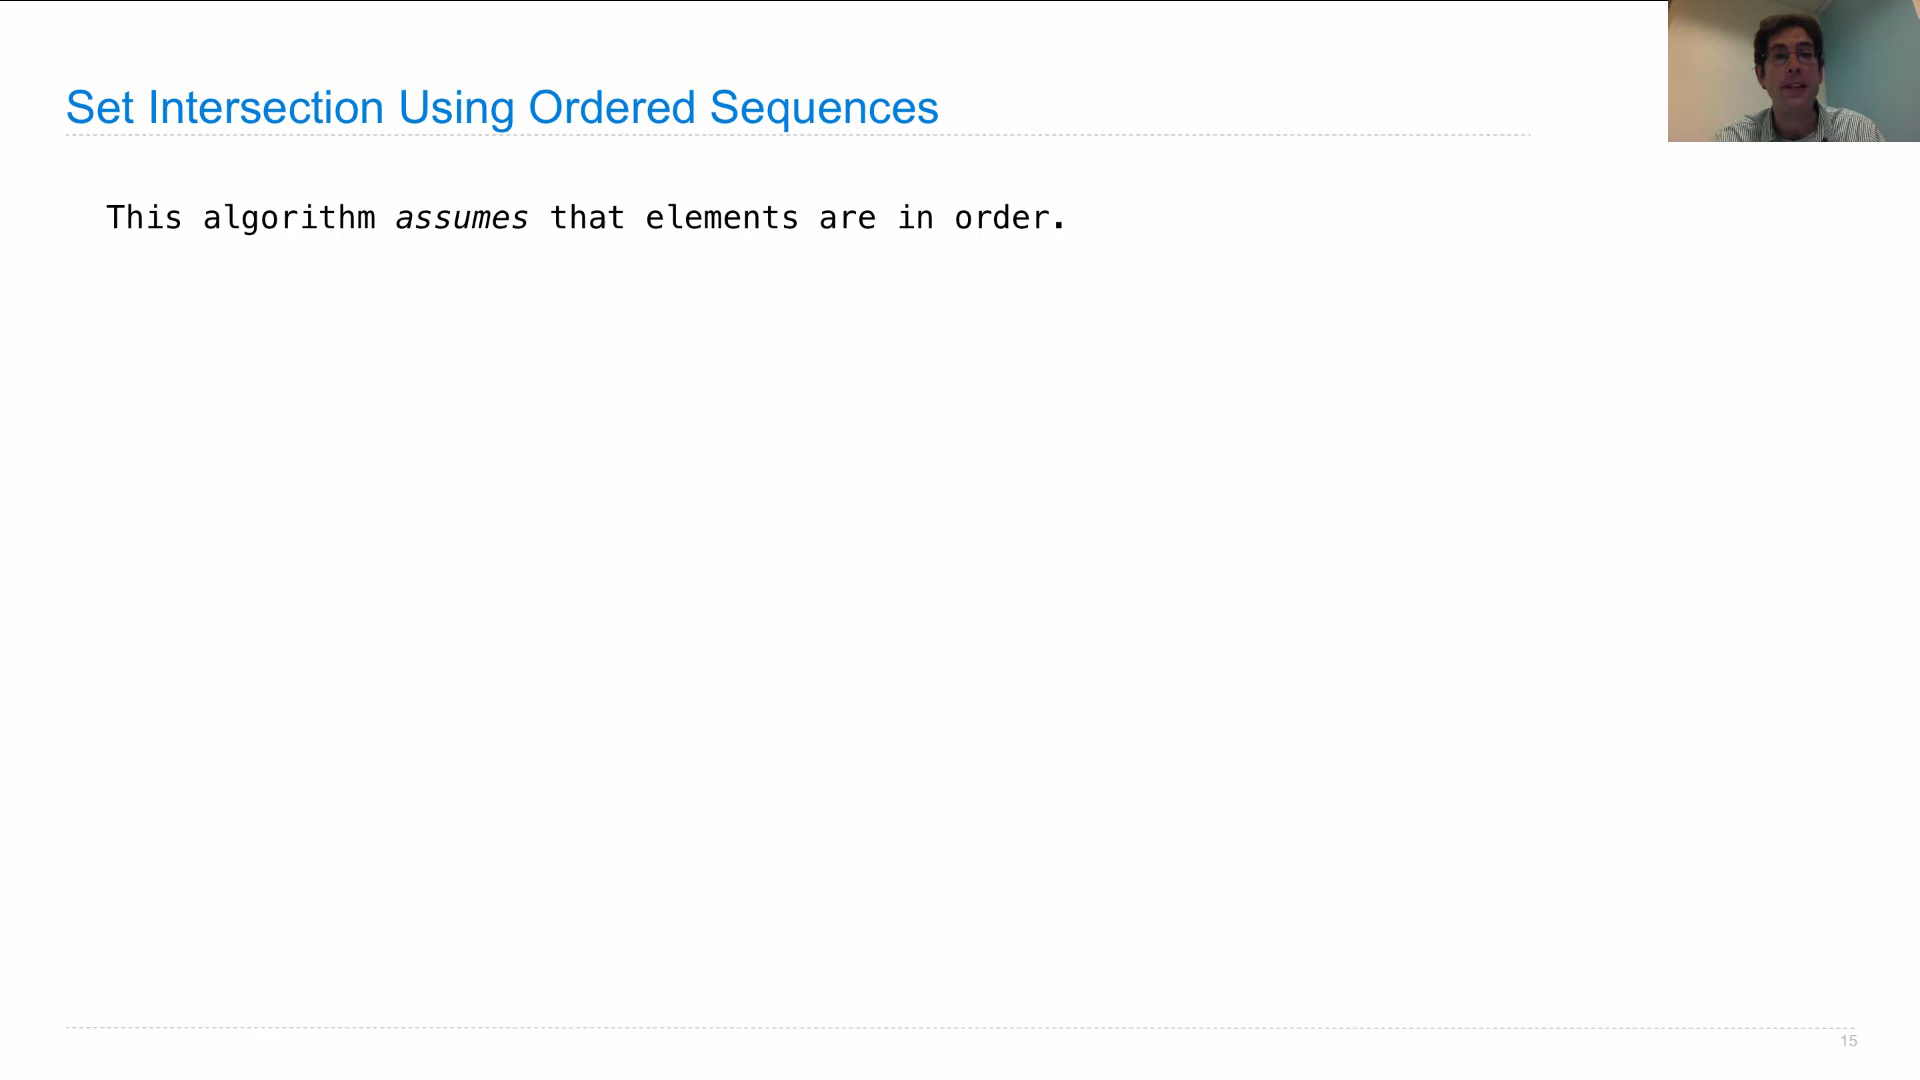 Set Intersection Using Ordered Sequences
This algorithm assumes that elements are in order.
15